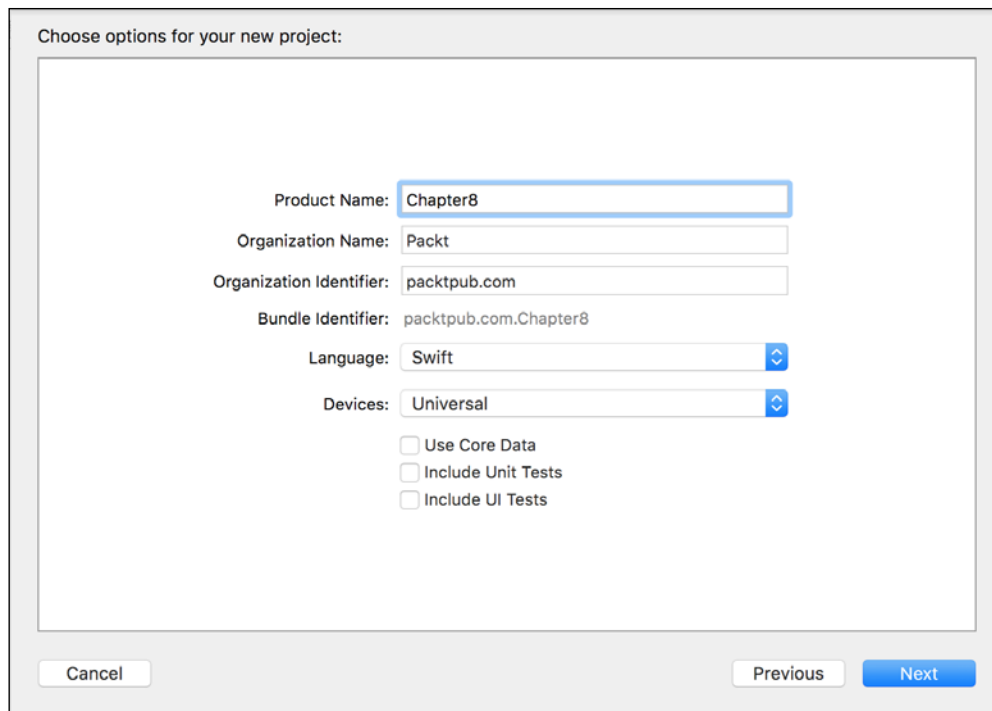 Choose options for your new project:
Product Name: Chapter8
Organization Name: Packt
Organization Identifier: packtpub.com
Bundle Identifier: packtpub.com.Chapter8
Language: Swift
Devices: Universal
Use Core Data
Include Unit Tests
Include UI Tests
Cancel Previous Next